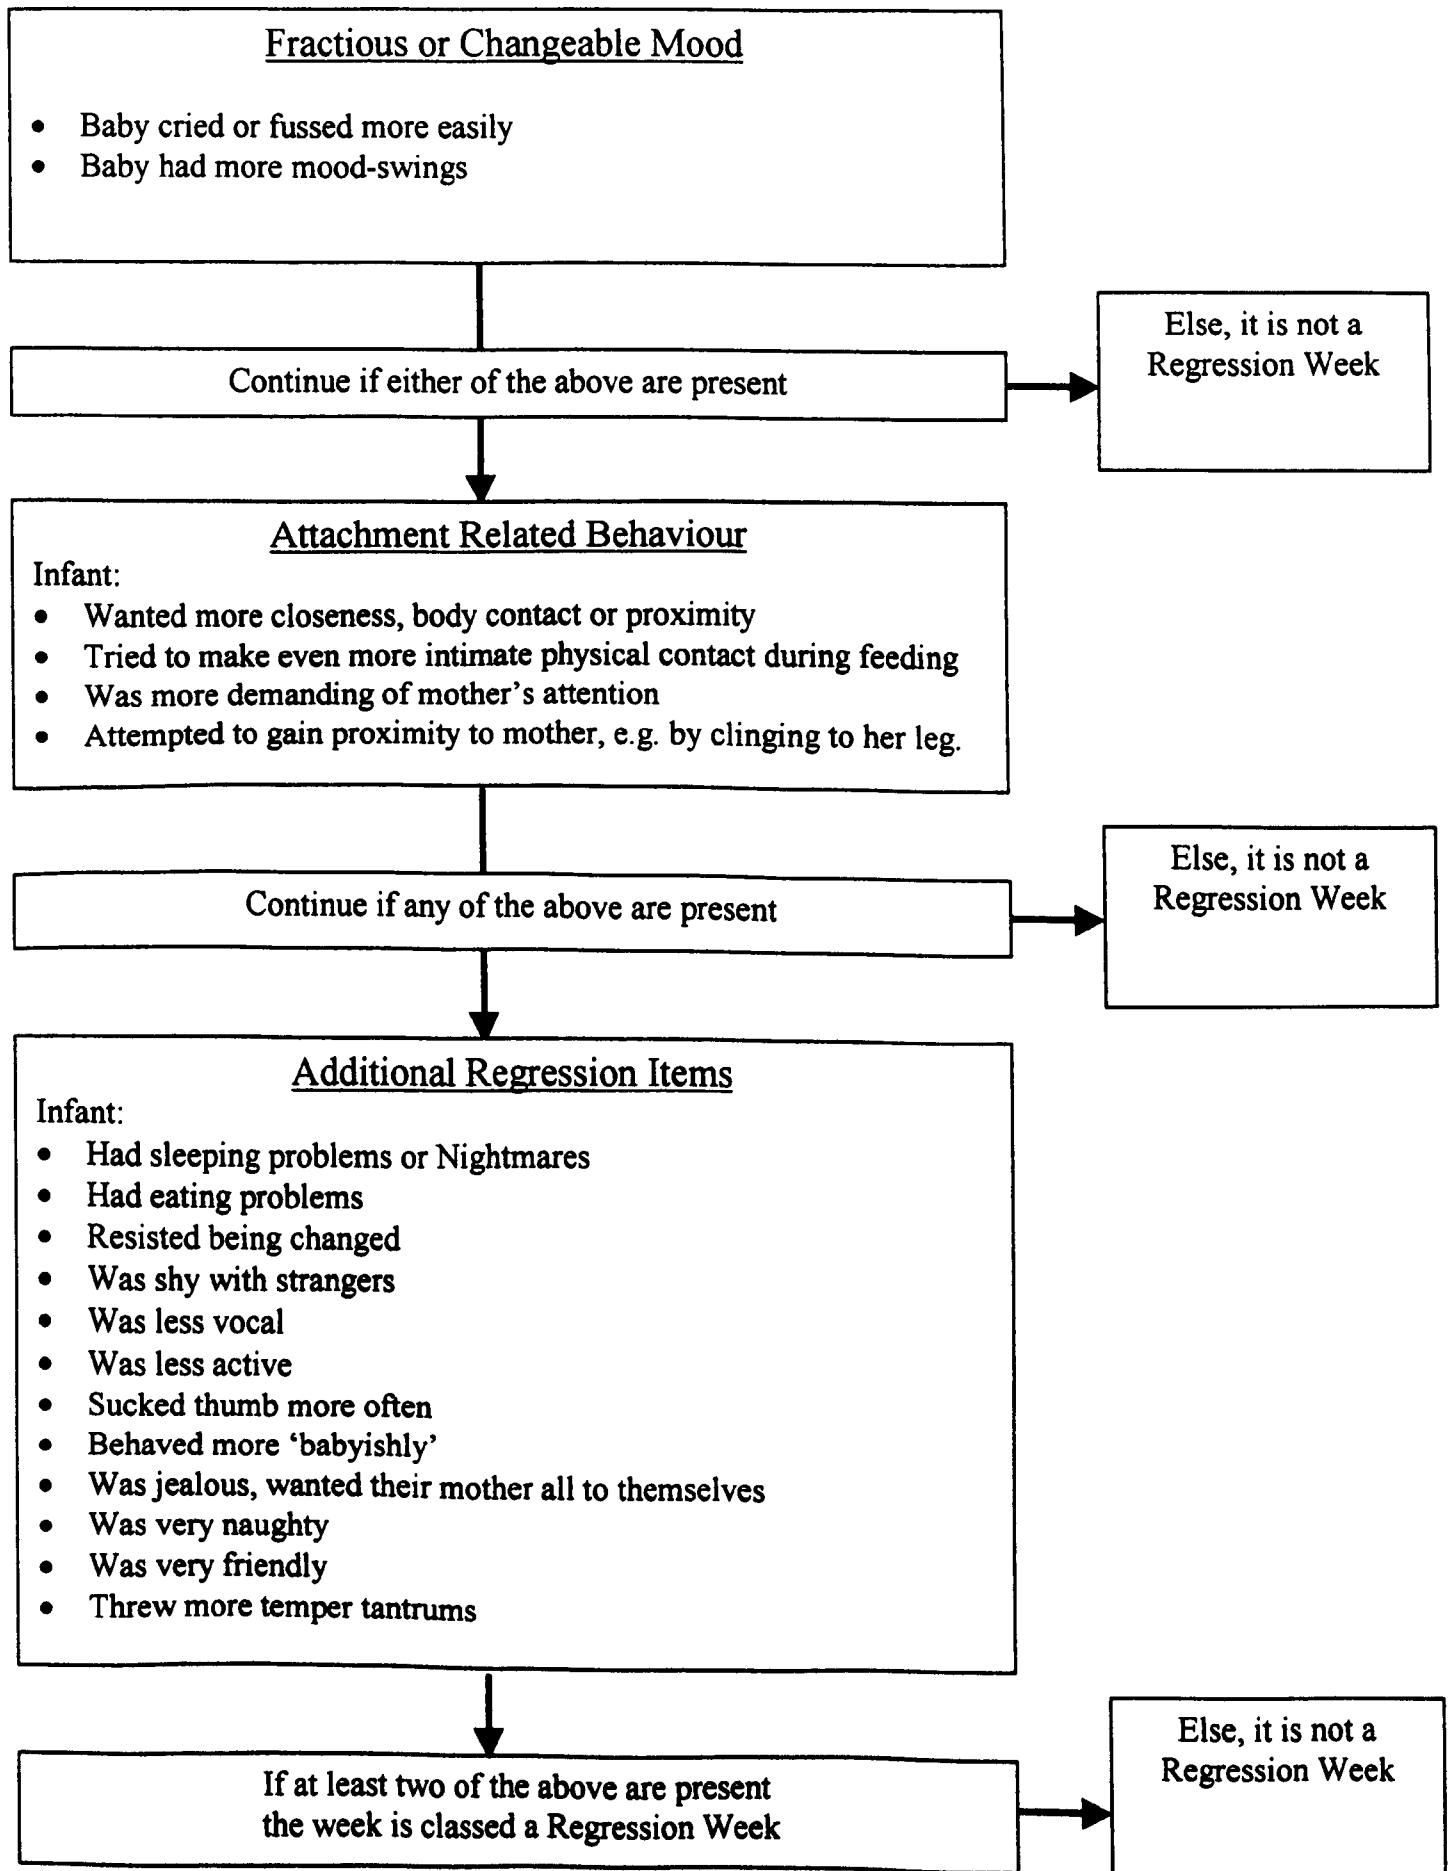 Fractious or Changeable Mood
• Baby cried or fussed more easily
• Baby had more mood-swings
Continue if either of the above are present
Else, it is not a
Regression Week
Attachment Related Behaviour
Infant:
• Wanted more closeness, body contact or proximity
• Tried to make even more intimate physical contact during feeding
• Was more demanding of mother's attention
• Attempted to gain proximity to mother, e.g. by clinging to her leg.
Continue if any of the above are present
Else, it is not a
Regression Week
Additional Regression Items
Infant:
• Had sleeping problems or Nightmares
• Had eating problems
• Resisted being changed
• Was shy with strangers
• Was less vocal
• Was less active
• Sucked thumb more often
• Behaved more 'babyishly'
• Was jealous, wanted their mother all to themselves
• Was very naughty
• Was very friendly
• Threw more temper tantrums
If at least two of the above are present
the week is classed a Regression Week
Else, it is not a
Regression Week